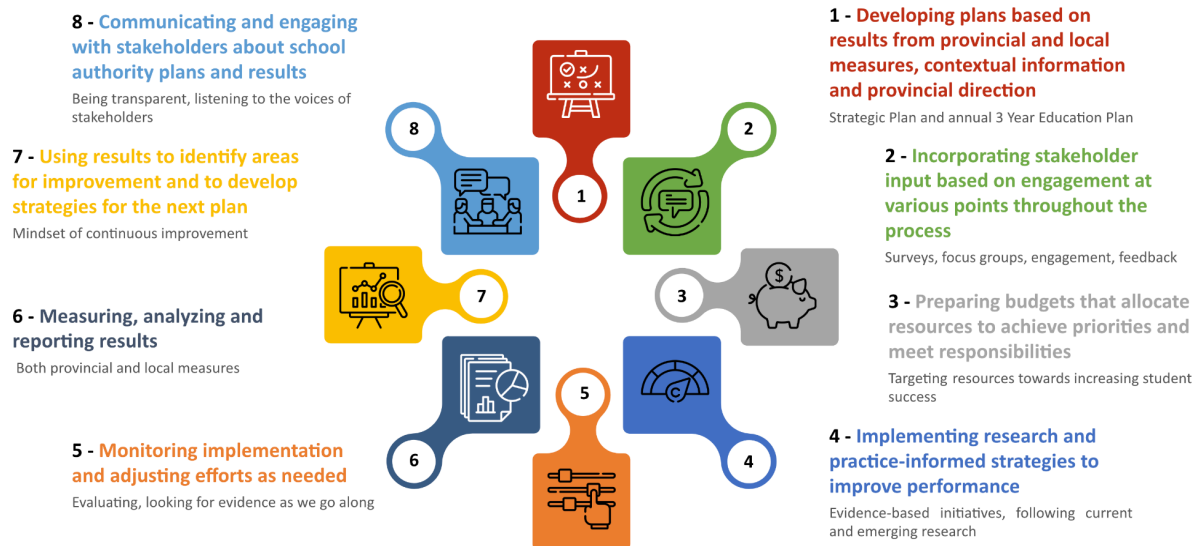 1 - Developing plans based on
results from provincial and local
measures, contextual information
and provincial direction
Strategic Plan and annual 3 Year Education Plan
2 - Incorporating stakeholder
input based on engagement at
various points throughout the
process
Surveys, focus groups, engagement, feedback
3 - Preparing budgets that allocate
resources to achieve priorities and
meet responsibilities
Targeting resources towards increasing student
success
4 - Implementing research and
practice-informed strategies to
improve performance
Evidence-based initiatives, following current
and emerging research
5 - Monitoring implementation
and adjusting efforts as needed
Evaluating, looking for evidence as we go along
6 - Measuring, analyzing and
reporting results
Both provincial and local measures
7 - Using results to identify areas
for improvement and to develop
strategies for the next plan
Mindset of continuous improvement
8 - Communicating and engaging
with stakeholders about school
authority plans and results
Being transparent, listening to the voices of
stakeholders
1
2
3
$
4
C
5
6
7
8